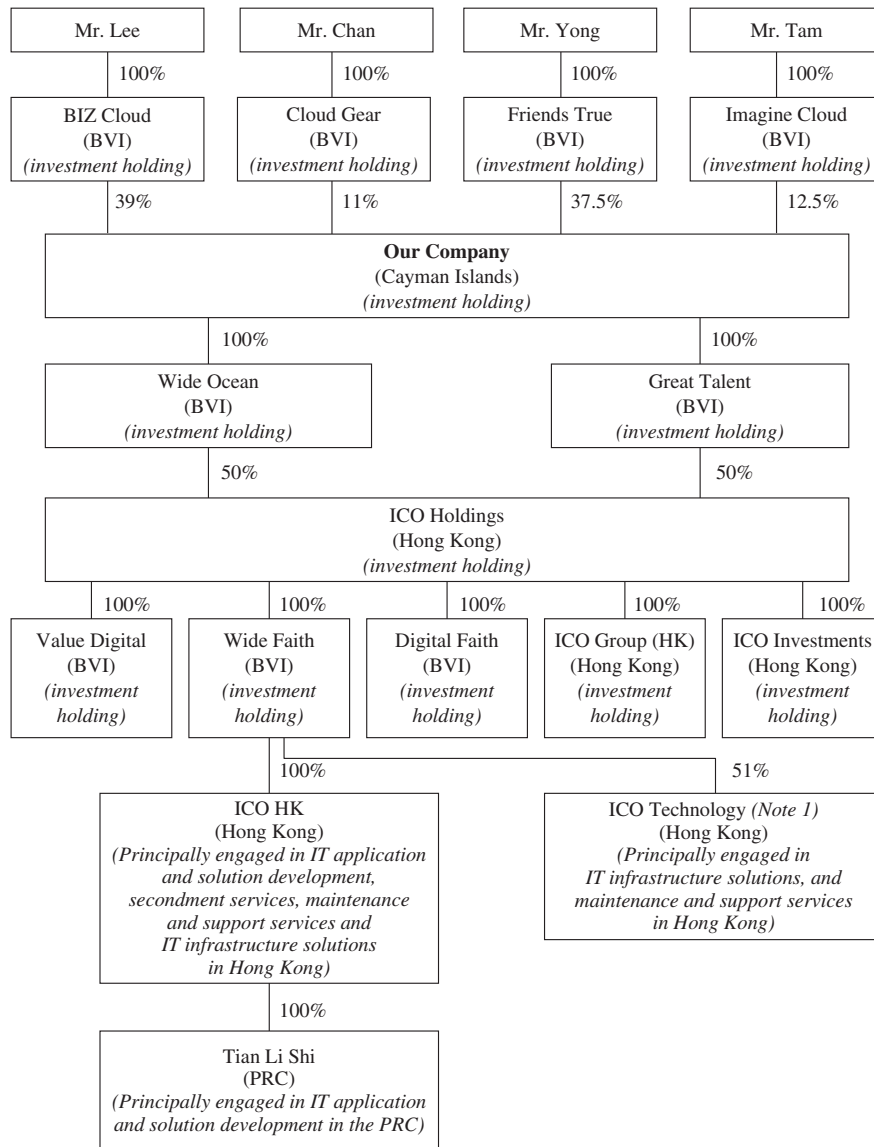 Mr. Lee
Mr. Chan
Mr. Yong
Mr. Tam
100%
100%
100%
100%
BIZ Cloud
(BVI)
(investment holding)
Cloud Gear
(BVI)
(investment holding)
Friends True
(BVI)
(investment holding)
Imagine Cloud
(BVI)
(investment holding)
39%
11%
37.5%
12.5%
Our Company
(Cayman Islands)
(investment holding)
100%
100%
Wide Ocean
(BVI)
(investment holding)
Great Talent
(BVI)
(investment holding)
50%
50%
ICO Holdings
(Hong Kong)
(investment holding)
100%
100%
100%
100%
100%
Value Digital
(BVI)
(investment
holding)
Wide Faith
(BVI)
(investment
holding)
Digital Faith
(BVI)
(investment
holding)
ICO Group (HK)
(Hong Kong)
(investment
holding)
ICO Investments
(Hong Kong)
(investment
holding)
100%
51%
ICO HK
(Hong Kong)
(Principally engaged in IT application
and solution development,
secondment services, maintenance
and support services and
IT infrastructure solutions
in Hong Kong)
ICO Technology (Note 1)
(Hong Kong)
(Principally engaged in
IT infrastructure solutions, and
maintenance and support services
in Hong Kong)
100%
Tian Li Shi
(PRC)
(Principally engaged in IT application
and solution development in the PRC)